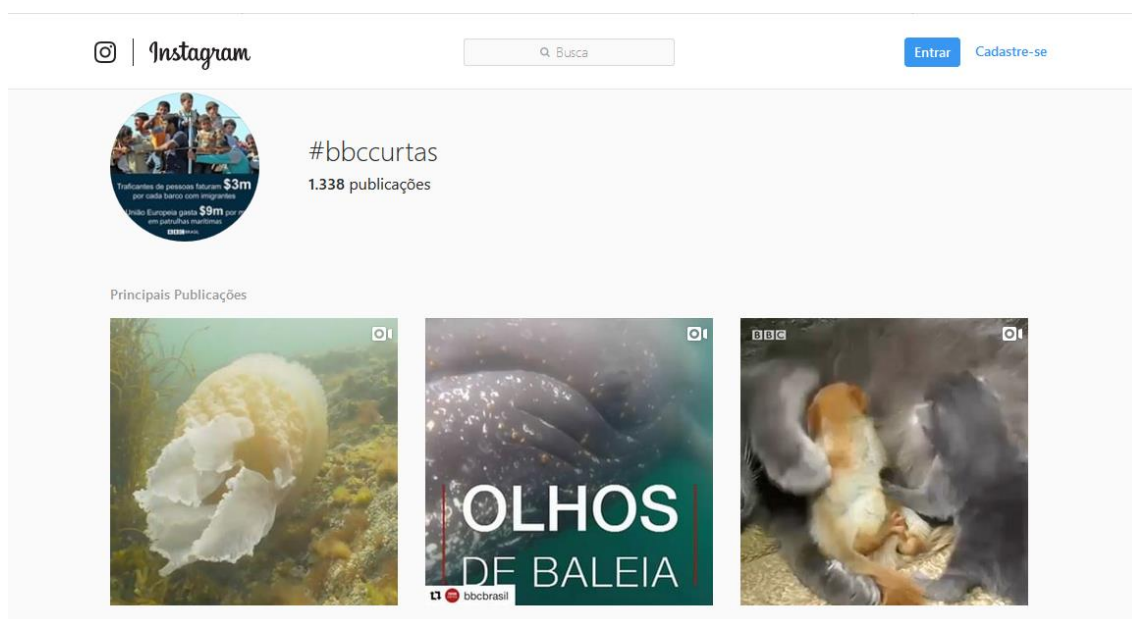 Instagram
Busca
Entrar
Cadastre-se
#bbccurtas
1.338 publicações
Traficantes de pessoas faturam $3m
por cada barco com imigrantes
União Europeia gasta $9m por
em patrulhas marítimas
BBC BRASIL
Principais Publicações
BBC
OLHOS
DE BALEIA
bbcbrasil